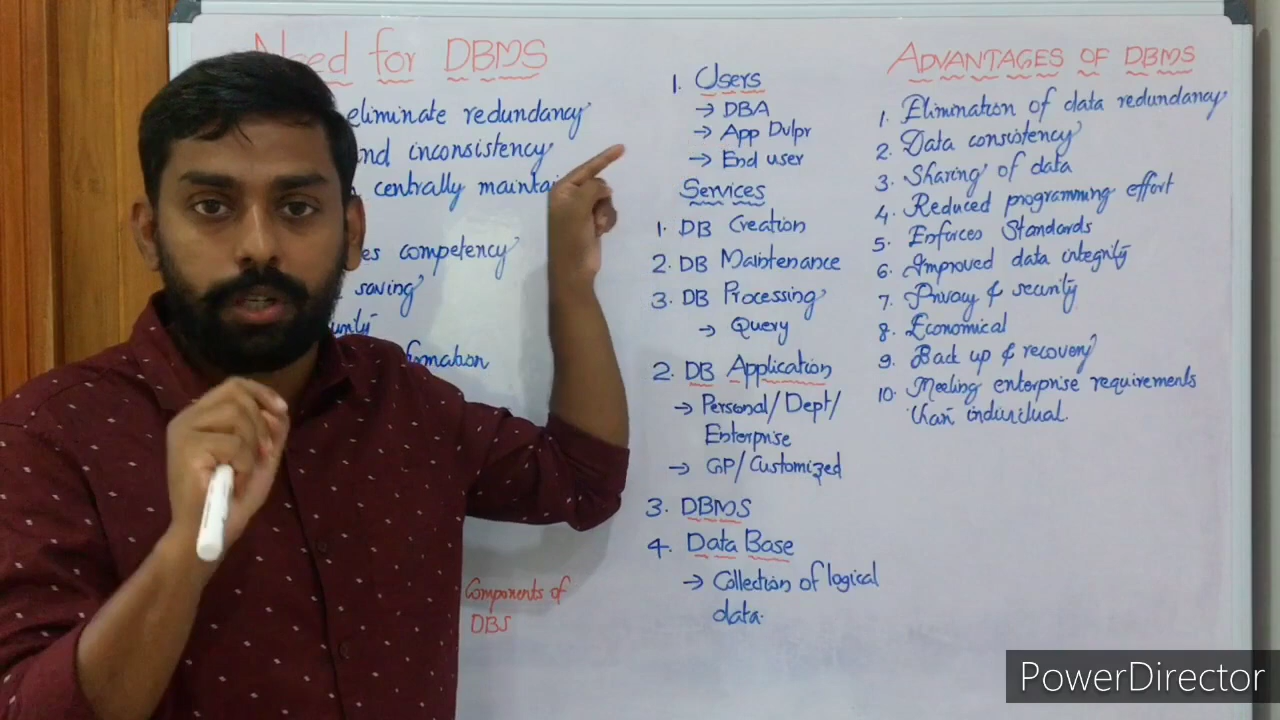 Need for DBMS
eliminate redundancy
and inconsistency
centrally
competency
saving
Components of
DBS
1. Users
→ DBA
→ App Dvlpr
→ End user
Services
1. DB Creation
2. DB Maintenance
3. DB Processing
→ Query
2. DB Application
→ Personal/Dept/
Enterprise
→ GP/Customized
3. DBMS
4. Data Base
→ Collection of logical
data.
ADVANTAGES OF DBMS
1. Elimination of data redundancy
2. Data consistency
3. Sharing of data
4. Reduced programming effort
5. Enforces Standards
6. Improved data integrity
7. Privacy & security
8. Economical
9. Back up & recovery
10. Meeting enterprise requirements
than individual.
PowerDirector